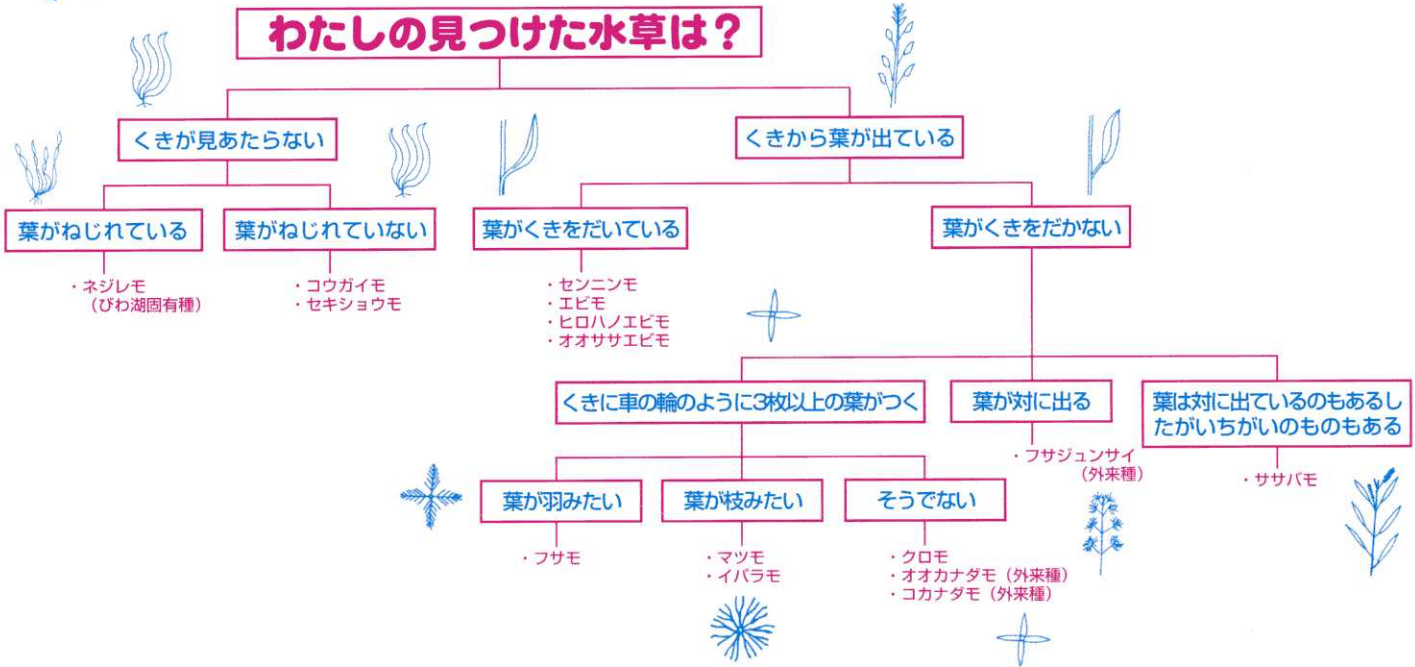 わたしの見つけた水草は？
くきが見あたらない
くきから葉が出ている
葉がねじれている
葉がねじれていない
葉がくきをだいている
葉がくきをだかない
・ネジレモ
（びわ湖固有種）
・コウガイモ
・セキショウモ
・センニンモ
・エビモ
・ヒロハノエビモ
・オオササエビモ
くきに車の輪のように3枚以上の葉がつく
葉が対に出る
葉は対に出ているのもあるし
たがいちがいのものもある
・フサジュンサイ
（外来種）
・ササバモ
葉が羽みたい
葉が枝みたい
そうでない
・フサモ
・マツモ
・イバラモ
・クロモ
・オオカナダモ（外来種）
・コカナダモ（外来種）